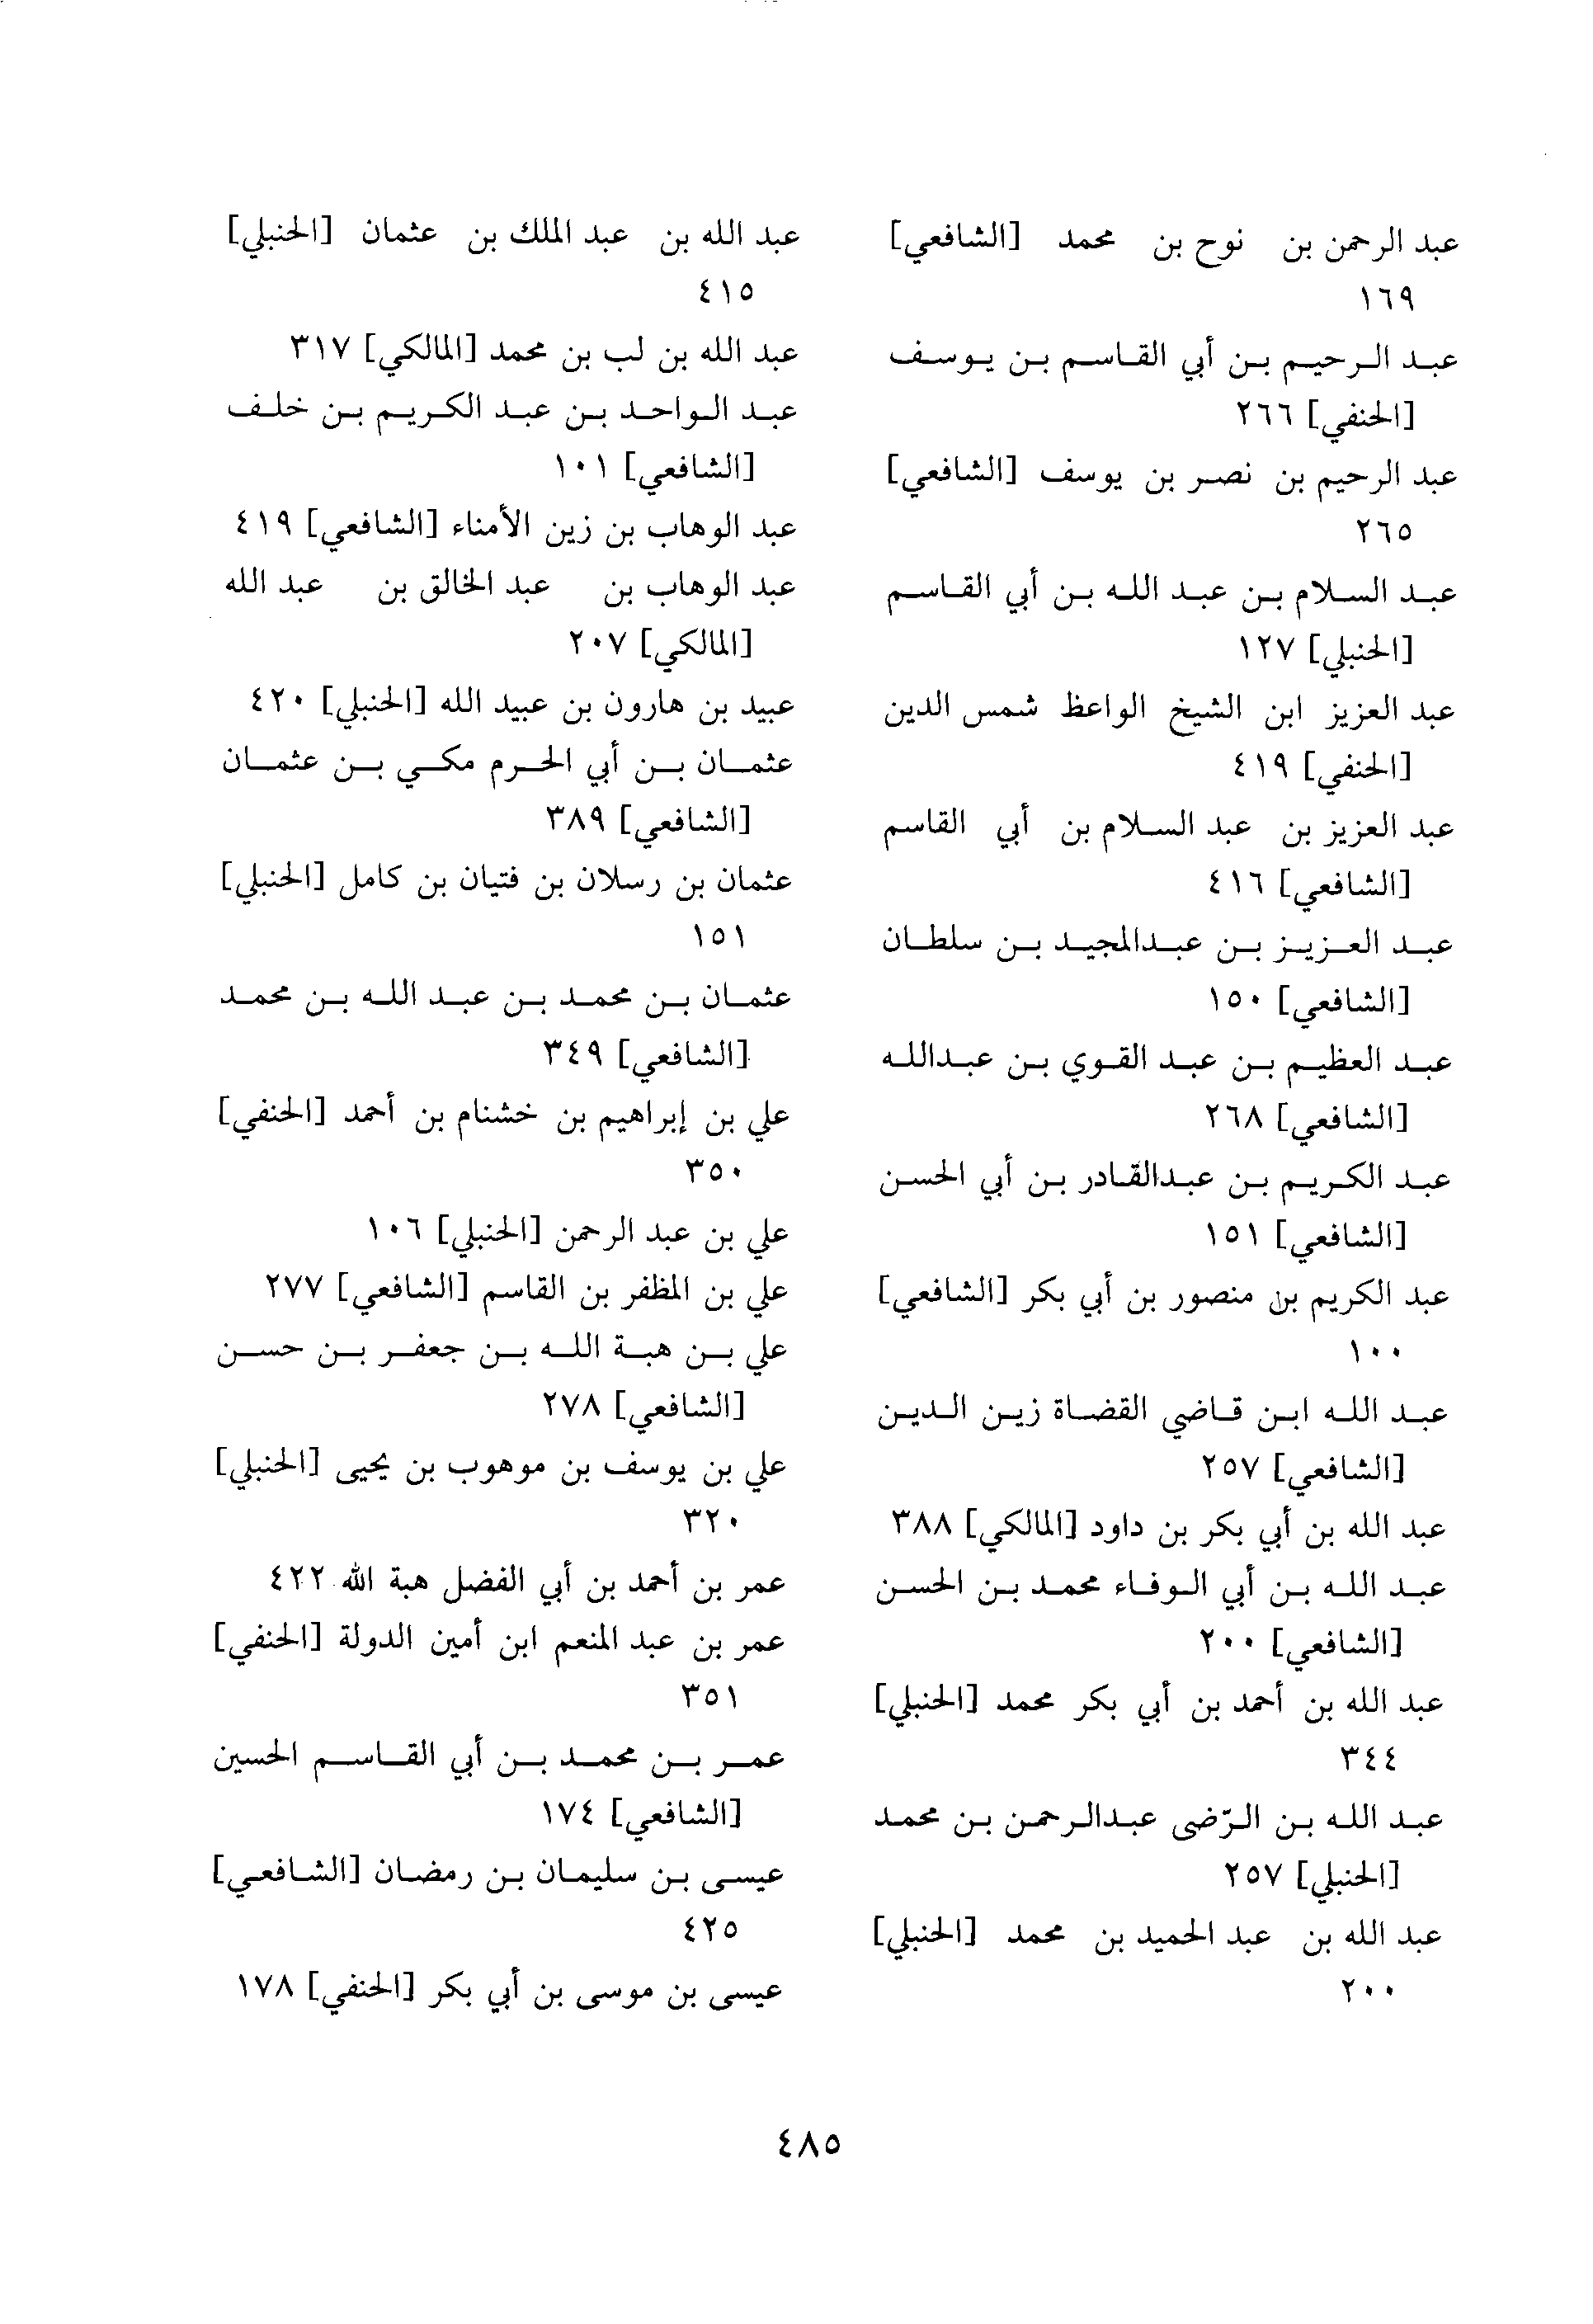 عبد الرحمن بن نوح بن محمد [الشافعي]
١٦٩
عبد الرحيم بن أبي القاسم بن يوسف
[الحنفي] ٢٦٦
عبد الرحيم بن نصر بن يوسف [الشافعي]
٢٦٥
عبد السلام بن عبد الله بن أبي القاسم
[الحنبلي] ١٢٧
عبد العزيز ابن الشيخ الواعظ شمس الدين
[الحنفي] ٤١٩
عبد العزيز بن عبد السلام بن أبي القاسم
[الشافعي] ٤١٦
عبد العزيز بن عبدالمجيد بن سلطان
[الشافعي] ١٥٠
عبد العظيم بن عبد القوي بن عبدالله
[الشافعي] ٢٦٨
عبد الكريم بن عبدالقادر بن أبي الحسن
[الشافعي] ١٥١
عبد الكريم بن منصور بن أبي بكر [الشافعي]
١٠٠
عبد الله ابن قاضي القضاة زين الدين
[الشافعي] ٢٥٧
عبد الله بن أبي بكر بن داود [المالكي] ٣٨٨
عبد الله بن أبي الوفاء محمد بن الحسن
[الشافعي] ٢٠٠
عبد الله بن أحمد بن أبي بكر محمد [الحنبلي]
٣٤٤
عبد الله بن الرّضى عبدالرحمن بن محمد
[الحنبلي] ٢٥٧
عبد الله بن عبد الحميد بن محمد [الحنبلي]
٢٠٠
عبد الله بن عبد الملك بن عثمان [الحنبلي]
٤١٥
عبد الله بن لب بن محمد [المالكي] ٣١٧
عبد الواحد بن عبد الكريم بن خلف
[الشافعي] ١٠١
عبد الوهاب بن زين الأمناء [الشافعي] ٤١٩
عبد الوهاب بن عبد الخالق بن عبد الله
[المالكي] ٢٠٧
عبيد بن هارون بن عبيد الله [الحنبلي] ٤٢٠
عثمان بن أبي الحرم مكي بن عثمان
[الشافعي] ٣٨٩
عثمان بن رسلان بن فتيان بن كامل [الحنبلي]
١٥١
عثمان بن محمد بن عبد الله بن محمد
[الشافعي] ٣٤٩
علي بن إبراهيم بن خشنام بن أحمد [الحنفي]
٣٥٠
علي بن عبد الرحمن [الحنبلي] ١٠٦
علي بن المظفر بن القاسم [الشافعي] ٢٧٧
علي بن هبة الله بن جعفر بن حسن
[الشافعي] ٢٧٨
علي بن يوسف بن موهوب بن يحيى [الحنبلي]
٣٢٠
عمر بن أحمد بن أبي الفضل هبة الله ٤٢٢
عمر بن عبد المنعم ابن أمين الدولة [الحنفي]
٣٥١
عمر بن محمد بن أبي القاسم الحسين
[الشافعي] ١٧٤
عيسى بن سليمان بن رمضان [الشافعي]
٤٢٥
عيسى بن موسى بن أبي بكر [الحنفي] ١٧٨
٤٨٥